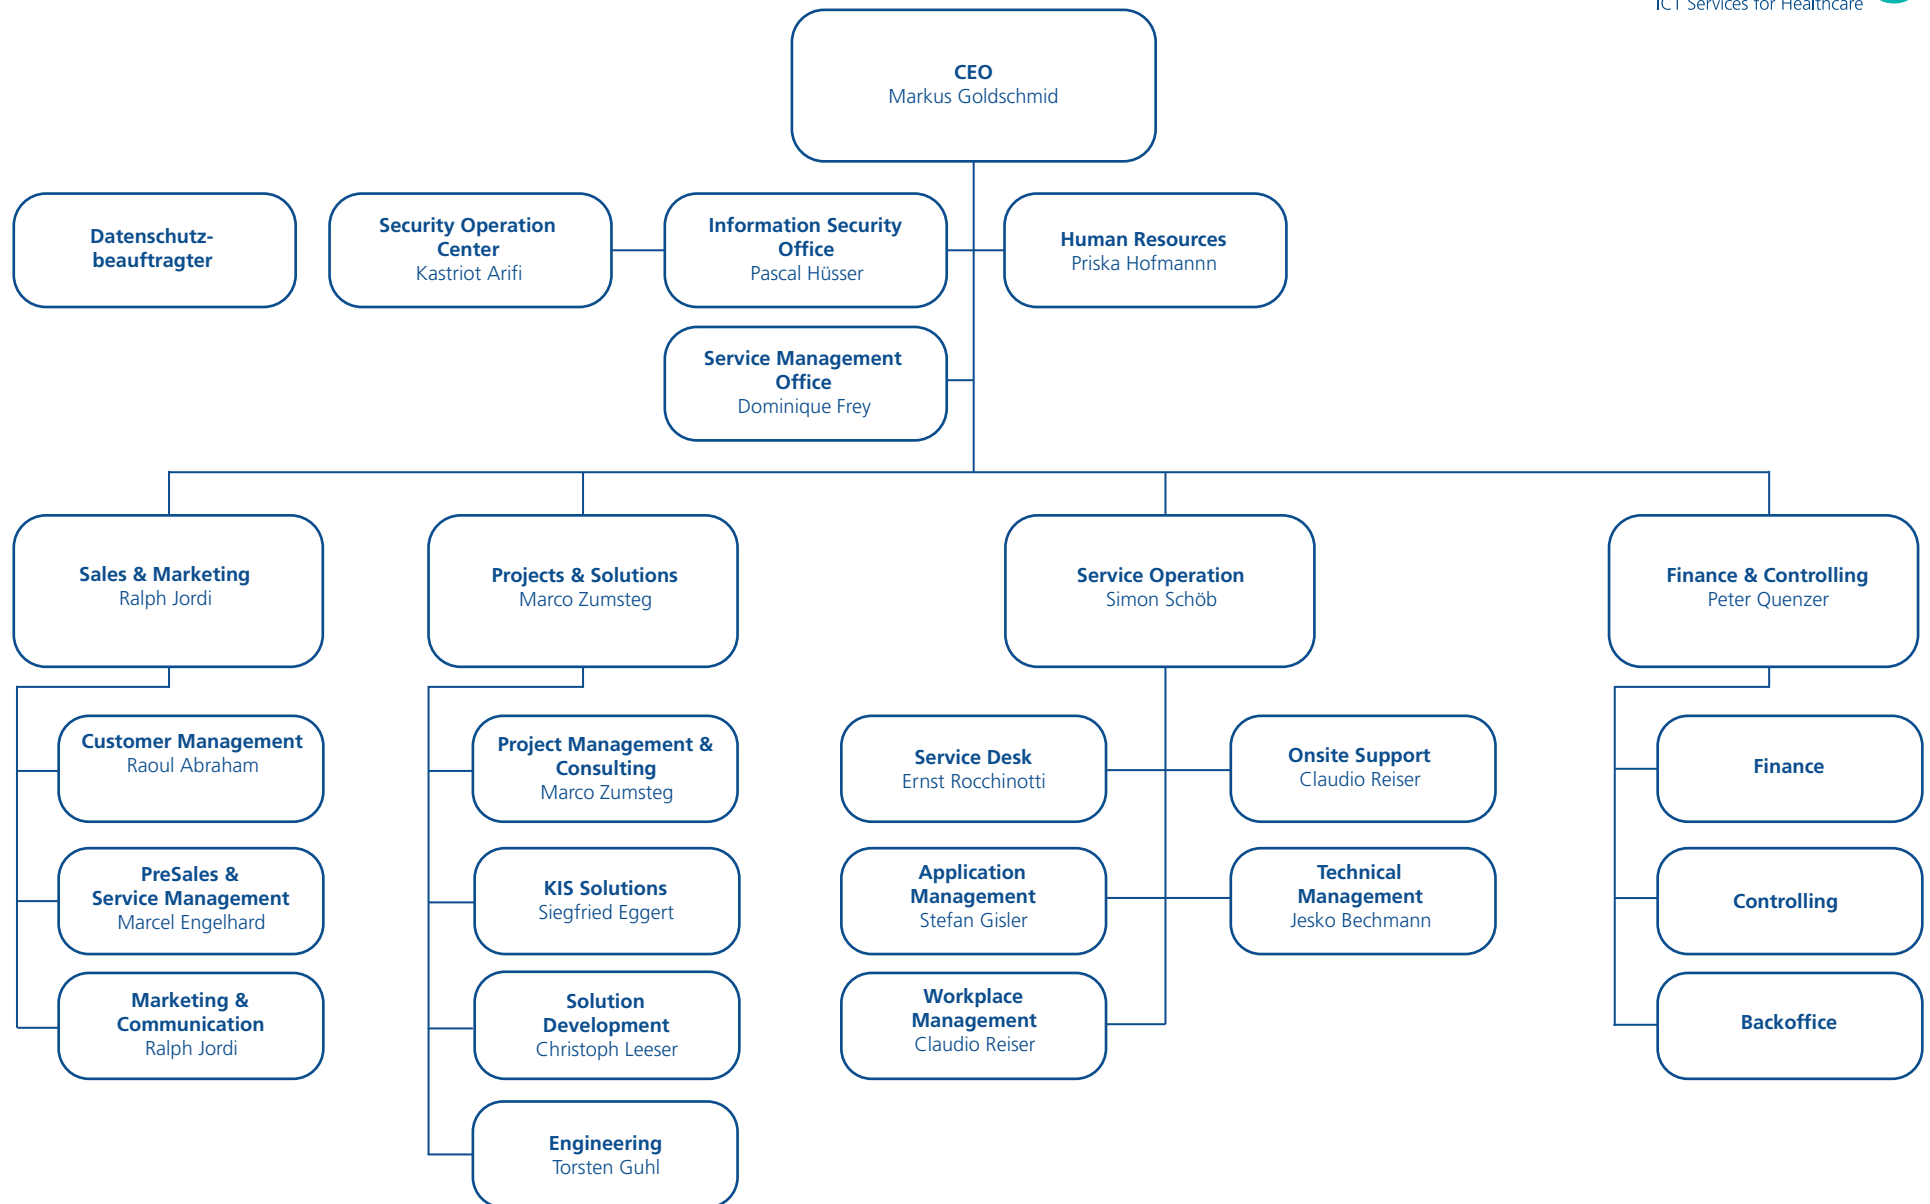 ICT Services for Healthcare
CEO
Markus Goldschmid
Datenschutz-
beauftragter
Security Operation
Center
Kastriot Arifi
Information Security
Office
Pascal Hüsser
Human Resources
Priska Hofmannn
Service Management
Office
Dominique Frey
Sales & Marketing
Ralph Jordi
Projects & Solutions
Marco Zumsteg
Service Operation
Simon Schöb
Finance & Controlling
Peter Quenzer
Customer Management
Raoul Abraham
PreSales &
Service Management
Marcel Engelhard
Marketing &
Communication
Ralph Jordi
Project Management &
Consulting
Marco Zumsteg
KIS Solutions
Siegfried Eggert
Solution
Development
Christoph Leeser
Engineering
Torsten Guhl
Service Desk
Ernst Rocchinotti
Onsite Support
Claudio Reiser
Application
Management
Stefan Gisler
Technical
Management
Jesko Bechmann
Workplace
Management
Claudio Reiser
Finance
Controlling
Backoffice